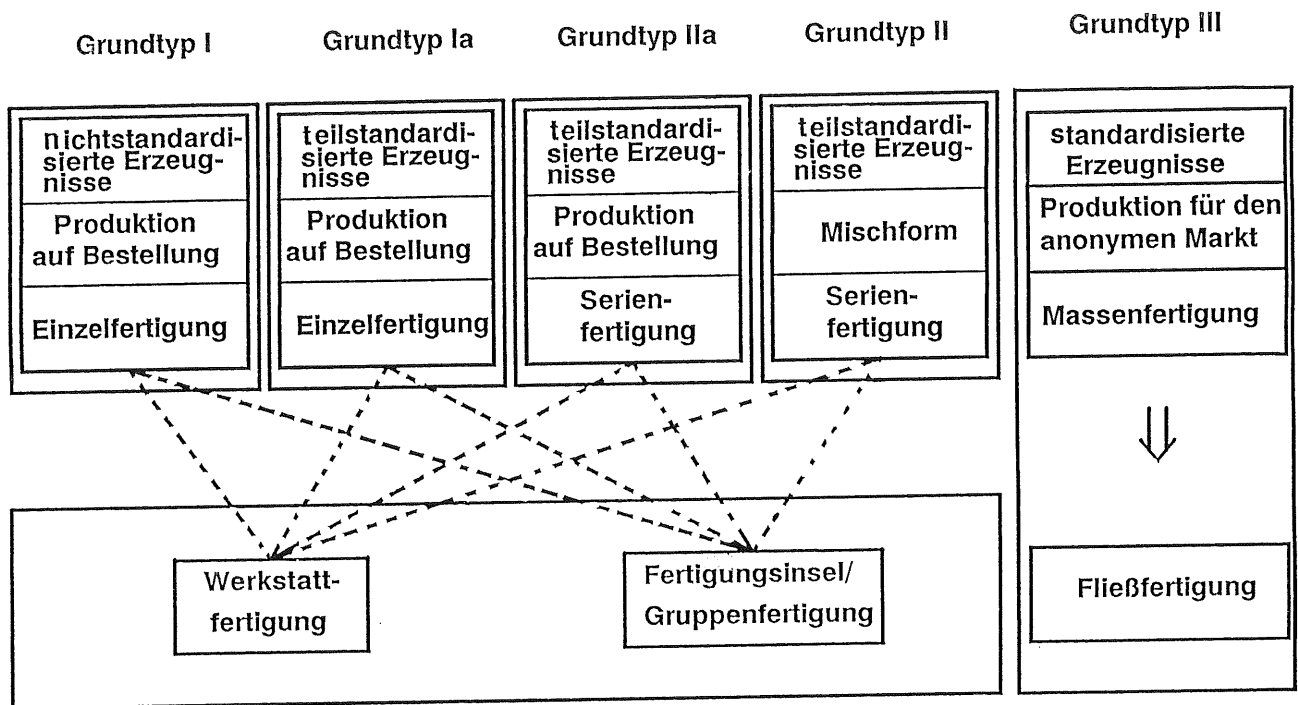 Grundtyp I
Grundtyp Ia
Grundtyp IIa
Grundtyp II
Grundtyp III
nichtstandardi-
sierte Erzeug-
nisse
Produktion
auf Bestellung
Einzelfertigung
teilstandardi-
sierte Erzeug-
nisse
Produktion
auf Bestellung
Einzelfertigung
teilstandardi-
sierte Erzeug-
nisse
Produktion
auf Bestellung
Serien-
fertigung
teilstandardi-
sierte Erzeug-
nisse
Mischform
Serien-
fertigung
standardisierte
Erzeugnisse
Produktion für den
anonymen Markt
Massenfertigung
Werkstatt-
fertigung
Fertigungsinsel/
Gruppenfertigung
Fließfertigung